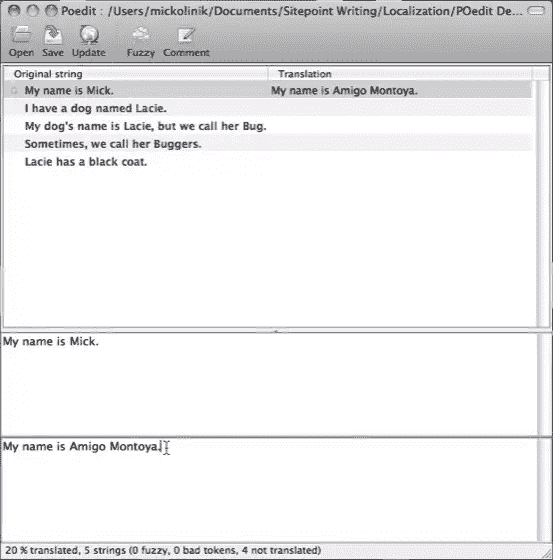 Poedit : /Users/mickolinik/Documents/Sitepoint Writing/Localization/POedit De...
Open Save Update Fuzzy Comment
Original string Translation
My name is Mick. My name is Amigo Montoya.
I have a dog named Lacie.
My dog's name is Lacie, but we call her Bug.
Sometimes, we call her Buggers.
Lacie has a black coat.
My name is Mick.
My name is Amigo Montoya.
20 % translated, 5 strings (0 fuzzy, 0 bad tokens, 4 not translated)